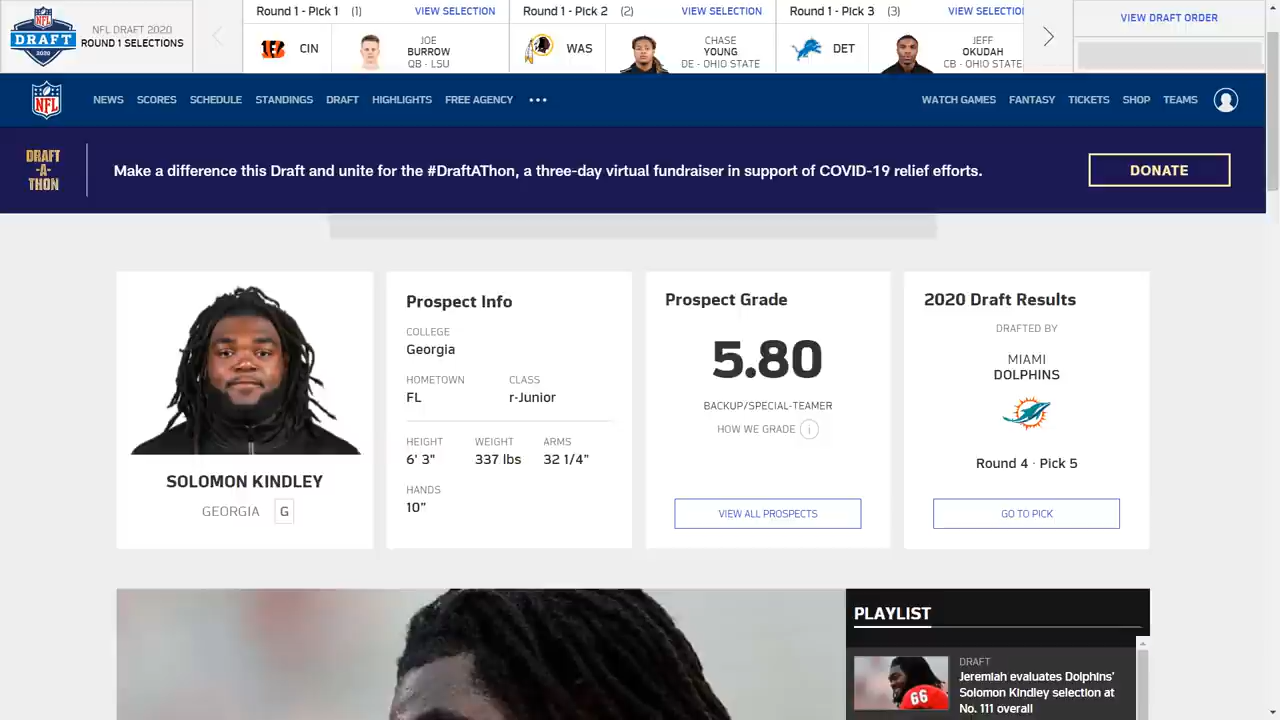 NFL
DRAFT
2020
NFL DRAFT 2020
ROUND 1 SELECTIONS
Round 1 - Pick 1 (1) VIEW SELECTION
CIN
JOE
BURROW
QB - LSU
Round 1 - Pick 2 (2) VIEW SELECTION
WAS
CHASE
YOUNG
DE - OHIO STATE
Round 1 - Pick 3 (3) VIEW SELECTIO
DET
JEFF
OKUDAH
CB - OHIO STATE
VIEW DRAFT ORDER
NFL
NEWS SCORES SCHEDULE STANDINGS DRAFT HIGHLIGHTS FREE AGENCY ••• WATCH GAMES FANTASY TICKETS SHOP TEAMS
DRAFT
-A-
THON
Make a difference this Draft and unite for the #DraftAThon, a three-day virtual fundraiser in support of COVID-19 relief efforts.
DONATE
SOLOMON KINDLEY
GEORGIA G
Prospect Info
COLLEGE
Georgia
HOMETOWN CLASS
FL r-Junior
HEIGHT WEIGHT ARMS
6' 3" 337 lbs 32 1/4"
HANDS
10"
Prospect Grade
5.80
BACKUP/SPECIAL-TEAMER
HOW WE GRADE i
VIEW ALL PROSPECTS
2020 Draft Results
DRAFTED BY
MIAMI
DOLPHINS
Round 4 · Pick 5
GO TO PICK
PLAYLIST
66
DRAFT
Jeremiah evaluates Dolphins'
Solomon Kindley selection at
No. 111 overall